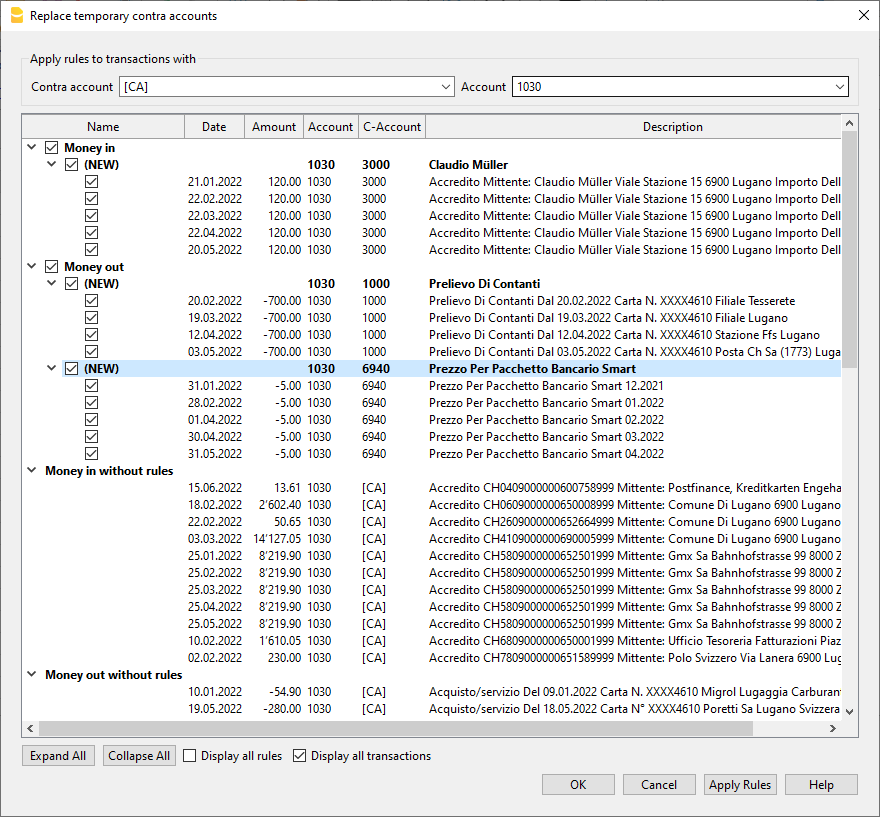 Replace temporary contra accounts
Apply rules to transactions with
Contra account [CA] Account 1030
Name Date Amount Account C-Account Description
Money in
(NEW) 1030 3000 Claudio Müller
21.01.2022 120.00 1030 3000 Accredito Mittente: Claudio Müller Viale Stazione 15 6900 Lugano Importo Dell
22.02.2022 120.00 1030 3000 Accredito Mittente: Claudio Müller Viale Stazione 15 6900 Lugano Importo Dell
22.03.2022 120.00 1030 3000 Accredito Mittente: Claudio Müller Viale Stazione 15 6900 Lugano Importo Dell
22.04.2022 120.00 1030 3000 Accredito Mittente: Claudio Müller Viale Stazione 15 6900 Lugano Importo Dell
20.05.2022 120.00 1030 3000 Accredito Mittente: Claudio Müller Viale Stazione 15 6900 Lugano Importo Dell
Money out
(NEW) 1030 1000 Prelievo Di Contanti
20.02.2022 -700.00 1030 1000 Prelievo Di Contanti Dal 20.02.2022 Carta N. XXXX4610 Filiale Tesserete
19.03.2022 -700.00 1030 1000 Prelievo Di Contanti Dal 19.03.2022 Carta N. XXXX4610 Filiale Lugano
12.04.2022 -700.00 1030 1000 Prelievo Di Contanti Dal 12.04.2022 Carta N. XXXX4610 Stazione Ffs Lugano
03.05.2022 -700.00 1030 1000 Prelievo Di Contanti Dal 03.05.2022 Carta N. XXXX4610 Posta Ch Sa (1773) Luga
(NEW) 1030 6940 Prezzo Per Pacchetto Bancario Smart
31.01.2022 -5.00 1030 6940 Prezzo Per Pacchetto Bancario Smart 12.2021
28.02.2022 -5.00 1030 6940 Prezzo Per Pacchetto Bancario Smart 01.2022
01.04.2022 -5.00 1030 6940 Prezzo Per Pacchetto Bancario Smart 02.2022
30.04.2022 -5.00 1030 6940 Prezzo Per Pacchetto Bancario Smart 03.2022
31.05.2022 -5.00 1030 6940 Prezzo Per Pacchetto Bancario Smart 04.2022
Money in without rules
15.06.2022 13.61 1030 [CA] Accredito CH0409000000600758999 Mittente: Postfinance, Kreditkarten Engeha
18.02.2022 2'602.40 1030 [CA] Accredito CH0609000000650008999 Mittente: Comune Di Lugano 6900 Lugano
22.02.2022 50.65 1030 [CA] Accredito CH2609000000652664999 Mittente: Comune Di Lugano 6900 Lugano
03.03.2022 14'127.05 1030 [CA] Accredito CH4109000000690005999 Mittente: Comune Di Lugano 6900 Lugano
25.01.2022 8'219.90 1030 [CA] Accredito CH5809000000652501999 Mittente: Gmx Sa Bahnhofstrasse 99 8000 Z
25.02.2022 8'219.90 1030 [CA] Accredito CH5809000000652501999 Mittente: Gmx Sa Bahnhofstrasse 99 8000 Z
25.03.2022 8'219.90 1030 [CA] Accredito CH5809000000652501999 Mittente: Gmx Sa Bahnhofstrasse 99 8000 Z
25.04.2022 8'219.90 1030 [CA] Accredito CH5809000000652501999 Mittente: Gmx Sa Bahnhofstrasse 99 8000 Z
25.05.2022 8'219.90 1030 [CA] Accredito CH5809000000652501999 Mittente: Gmx Sa Bahnhofstrasse 99 8000 Z
10.02.2022 1'610.05 1030 [CA] Accredito CH6809000000650001999 Mittente: Ufficio Tesoreria Fatturazioni Piaz
02.02.2022 230.00 1030 [CA] Accredito CH7809000000651589999 Mittente: Polo Svizzero Via Lanera 6900 Lug
Money out without rules
10.01.2022 -54.90 1030 [CA] Acquisto/servizio Del 09.01.2022 Carta N. XXXX4610 Migrol Lugaggia Carburan
19.05.2022 -280.00 1030 [CA] Acquisto/servizio Del 18.05.2022 Carta N° XXXX4610 Poretti Sa Lugano Svizzera
Expand All Collapse All Display all rules Display all transactions
OK Cancel Apply Rules Help